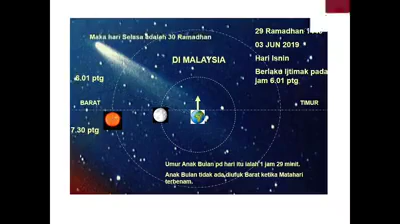 29 Ramadhan
Maka hari Selasa adalah 30 Ramadhan
03 JUN 2019
DI MALAYSIA
Hari Isnin
Berlaku Ijtimak pada
jam 6.01 ptg
6.01 ptg
BARAT
TIMUR
7.30 ptg
Umur Anak Bulan pd hari itu ialah 1 jam 29 minit.
Anak Bulan tidak ada diufuk Barat ketika Matahari
terbenam.